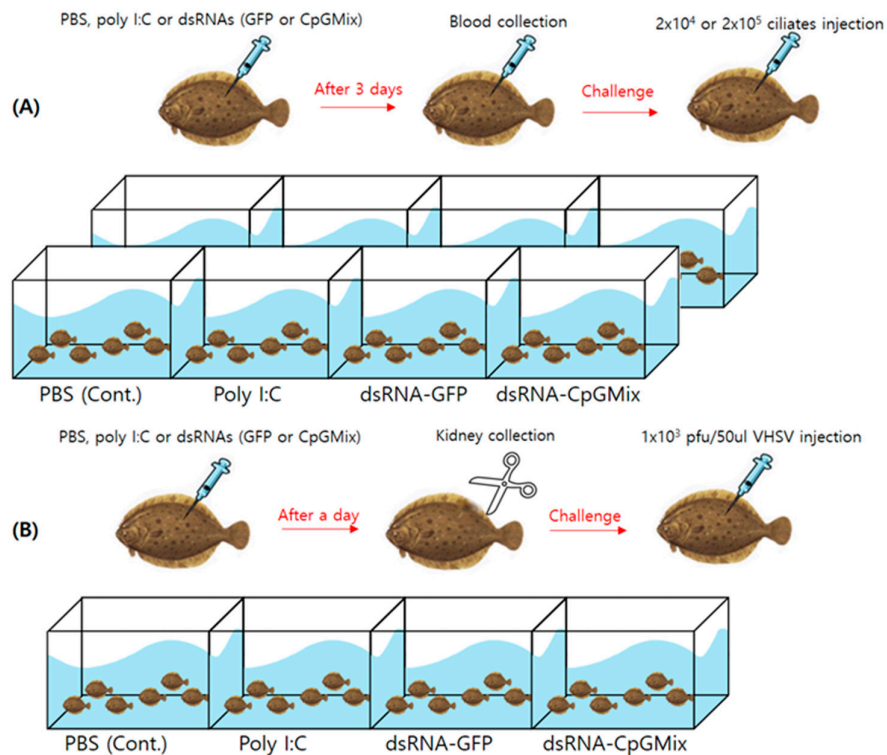 PBS, poly I:C or dsRNAs (GFP or CpGMix)
Blood collection
2x10⁴ or 2x10⁵ ciliates injection
(A)
After 3 days
Challenge
PBS (Cont.)
Poly I:C
dsRNA-GFP
dsRNA-CpGMix
PBS, poly I:C or dsRNAs (GFP or CpGMix)
Kidney collection
1x10³ pfu/50ul VHSV injection
(B)
After a day
Challenge
PBS (Cont.)
Poly I:C
dsRNA-GFP
dsRNA-CpGMix